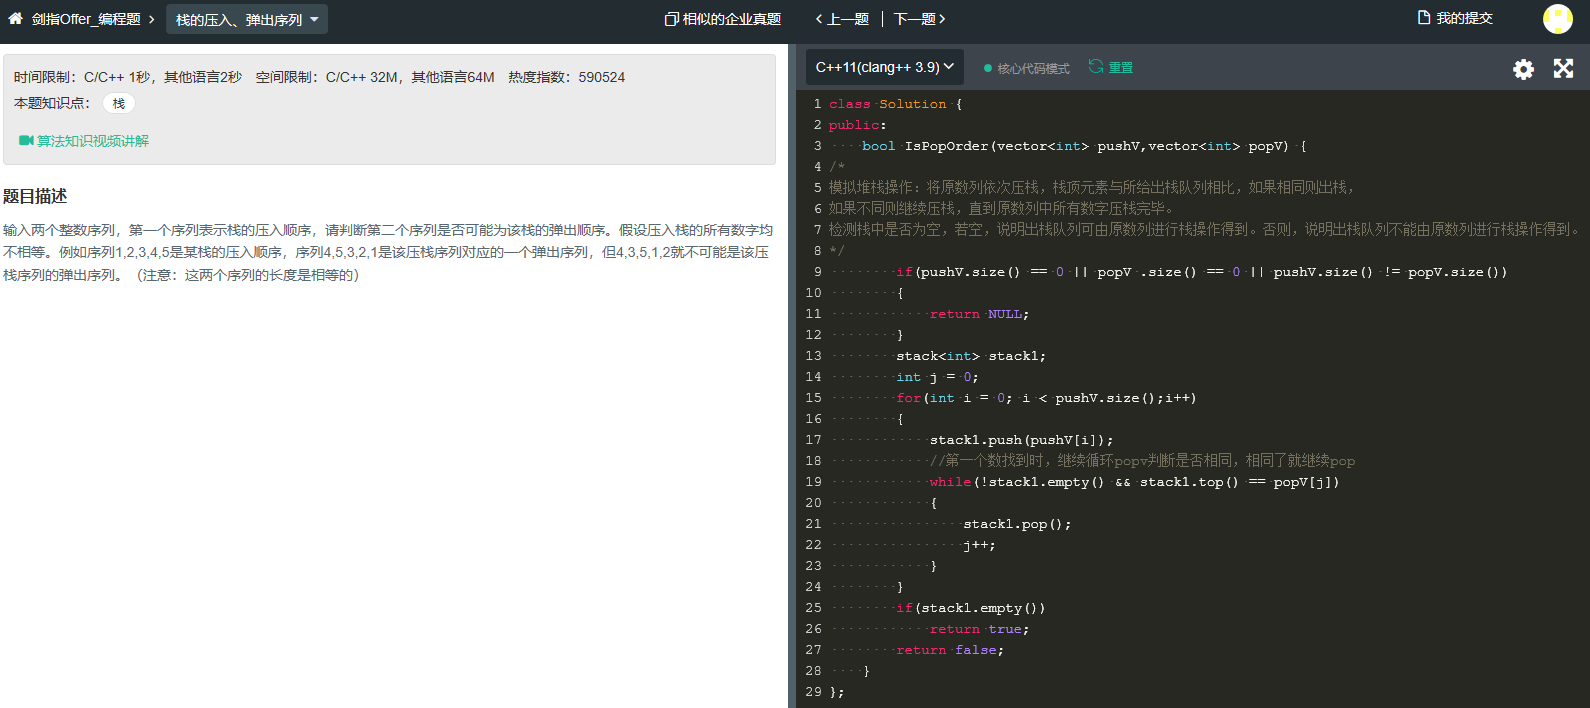 剑指Offer_编程题 > 栈的压入、弹出序列
相似的企业真题
上一题 | 下一题
我的提交
时间限制：C/C++ 1秒，其他语言2秒 空间限制：C/C++ 32M，其他语言64M 热度指数：590524
本题知识点： 栈
算法知识视频讲解
题目描述
输入两个整数序列，第一个序列表示栈的压入顺序，请判断第二个序列是否可能为该栈的弹出顺序。假设压入栈的所有数字均
不相等。例如序列1,2,3,4,5是某栈的压入顺序，序列4,5,3,2,1是该压栈序列对应的一个弹出序列，但4,3,5,1,2就不可能是该压
栈序列的弹出序列。（注意：这两个序列的长度是相等的）
C++11(clang++ 3.9)
核心代码模式
重置
1 class Solution {
2 public:
3     bool IsPopOrder(vector<int> pushV,vector<int> popV) {
4 /*
5 模拟堆栈操作：将原数列依次压栈，栈顶元素与所给出栈队列相比，如果相同则出栈，
6 如果不同则继续压栈，直到原数列中所有数字压栈完毕。
7 检测栈中是否为空，若空，说明出栈队列可由原数列进行栈操作得到。否则，说明出栈队列不能由原数列进行栈操作得到。
8 */
9         if(pushV.size() == 0 || popV .size() == 0 || pushV.size() != popV.size())
10         {
11             return NULL;
12         }
13         stack<int> stack1;
14         int j = 0;
15         for(int i = 0; i < pushV.size();i++)
16         {
17             stack1.push(pushV[i]);
18             //第一个数找到时，继续循环popv判断是否相同，相同了就继续pop
19             while(!stack1.empty() && stack1.top() == popV[j])
20             {
21                 stack1.pop();
22                 j++;
23             }
24         }
25         if(stack1.empty())
26             return true;
27         return false;
28     }
29 };